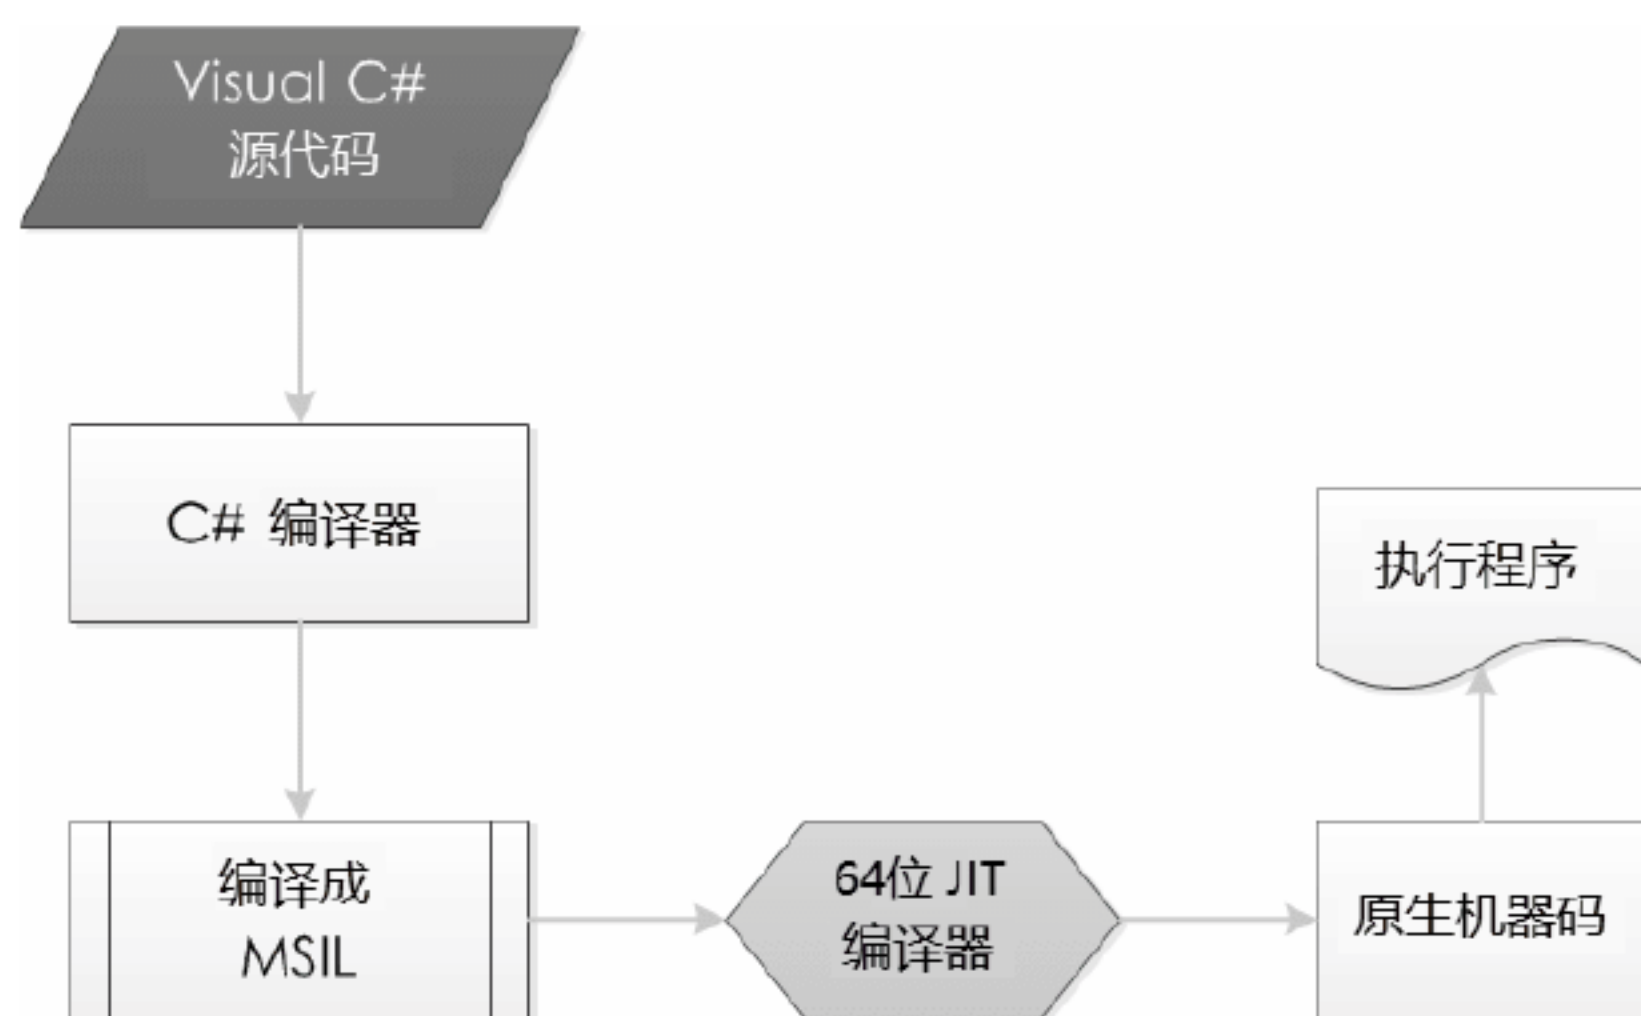 Visual C#
源代码
C# 编译器
执行程序
编译成
MSIL
64位 JIT
编译器
原生机器码